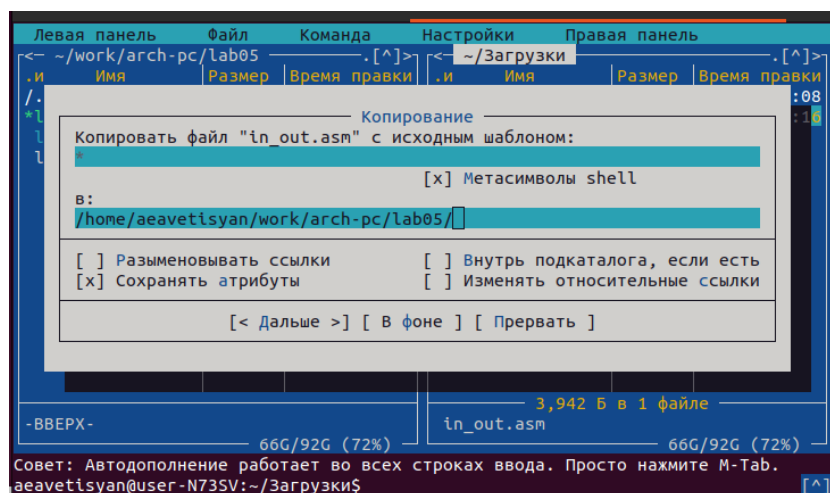 Левая панель Файл Команда Настройки Правая панель
<— ~/work/arch-pc/lab05 .[^]> <— ~/Загрузки .[^]>
.и Имя Размер Время правки .и Имя Размер Время правки
/. :08
*l :16
l
l
Копирование
Копировать файл "in_out.asm" с исходным шаблоном:
*
[x] Метасимволы shell
в:
/home/aeavetisyan/work/arch-pc/lab05/
[ ] Разыменовывать ссылки [ ] Внутрь подкаталога, если есть
[x] Сохранять атрибуты [ ] Изменять относительные ссылки
[< Дальше >] [ В фоне ] [ Прервать ]
3,942 Б в 1 файле
-ВВЕРХ- in_out.asm
66G/92G (72%) 66G/92G (72%)
Совет: Автодополнение работает во всех строках ввода. Просто нажмите M-Tab.
aeavetisyan@user-N73SV:~/Загрузки$ [^]